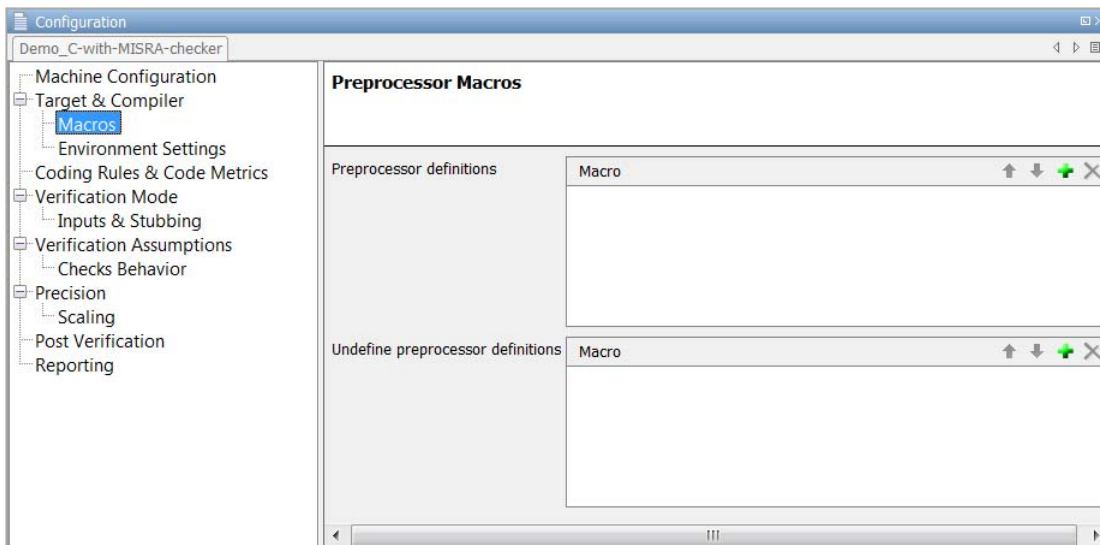 Configuration
Demo_C-with-MISRA-checker
Machine Configuration
Target & Compiler
Macros
Environment Settings
Coding Rules & Code Metrics
Verification Mode
Inputs & Stubbing
Verification Assumptions
Checks Behavior
Precision
Scaling
Post Verification
Reporting
Preprocessor Macros
Preprocessor definitions
Macro
Undefine preprocessor definitions
Macro